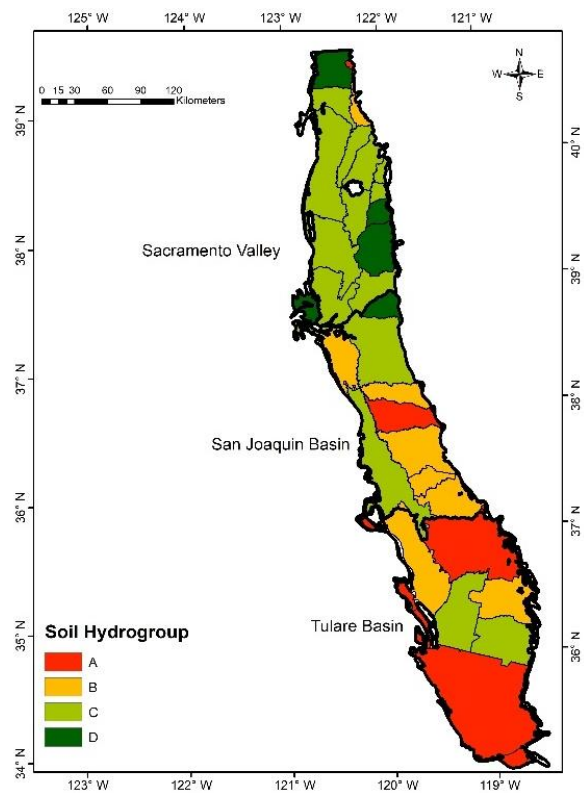 125° W 124° W 123° W 122° W 121° W
N
W E
S
0 15 30 60 90 120
Kilometers
39° N
40° N
38° N
Sacramento Valley
39° N
37° N
38° N
San Joaquin Basin
36° N
37° N
Soil Hydrogroup
Tulare Basin
35° N
36° N
A
B
C
D
34° N
123° W 122° W 121° W 120° W 119° W